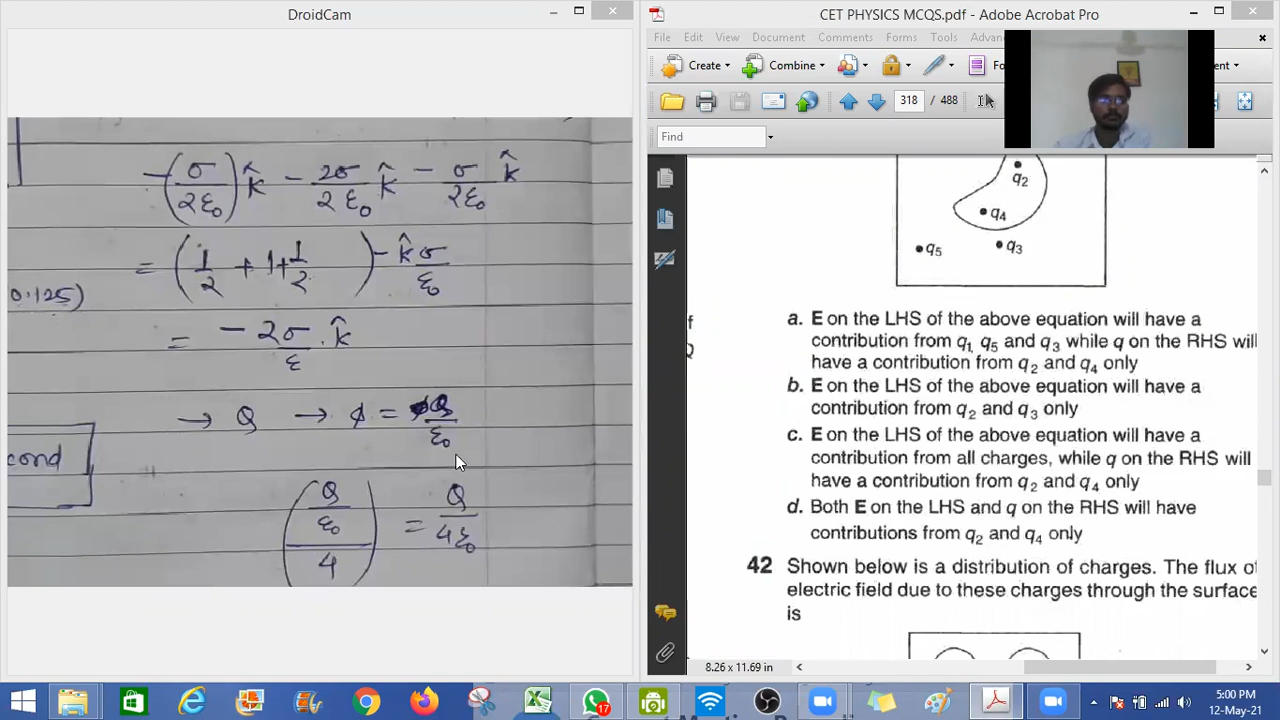 DroidCam
-(σ/2ε₀)k̂ - 2σ/2ε₀ k̂ - σ/2ε₀ k̂
= (1/2 + 1 + 1/2) - k̂σ/ε₀
0.125)
= -2σ/ε . k̂
→ Q → ϕ = Q/ε₀
cond
(Q/ε₀)/4 = Q/4ε₀
CET PHYSICS MCQS.pdf - Adobe Acrobat Pro
File Edit View Document Comments Forms Tools Advan
Create Combine Fo nt
318 / 488
Find
q2
q4
q5 q3
f
a. E on the LHS of the above equation will have a
contribution from q1 q5 and q3 while q on the RHS will
have a contribution from q2 and q4 only
b. E on the LHS of the above equation will have a
contribution from q2 and q3 only
c. E on the LHS of the above equation will have a
contribution from all charges, while q on the RHS will
have a contribution from q2 and q4 only
d. Both E on the LHS and q on the RHS will have
contributions from q2 and q4 only
42 Shown below is a distribution of charges. The flux of
electric field due to these charges through the surface
is
8.26 x 11.69 in
17
5:00 PM
12-May-21